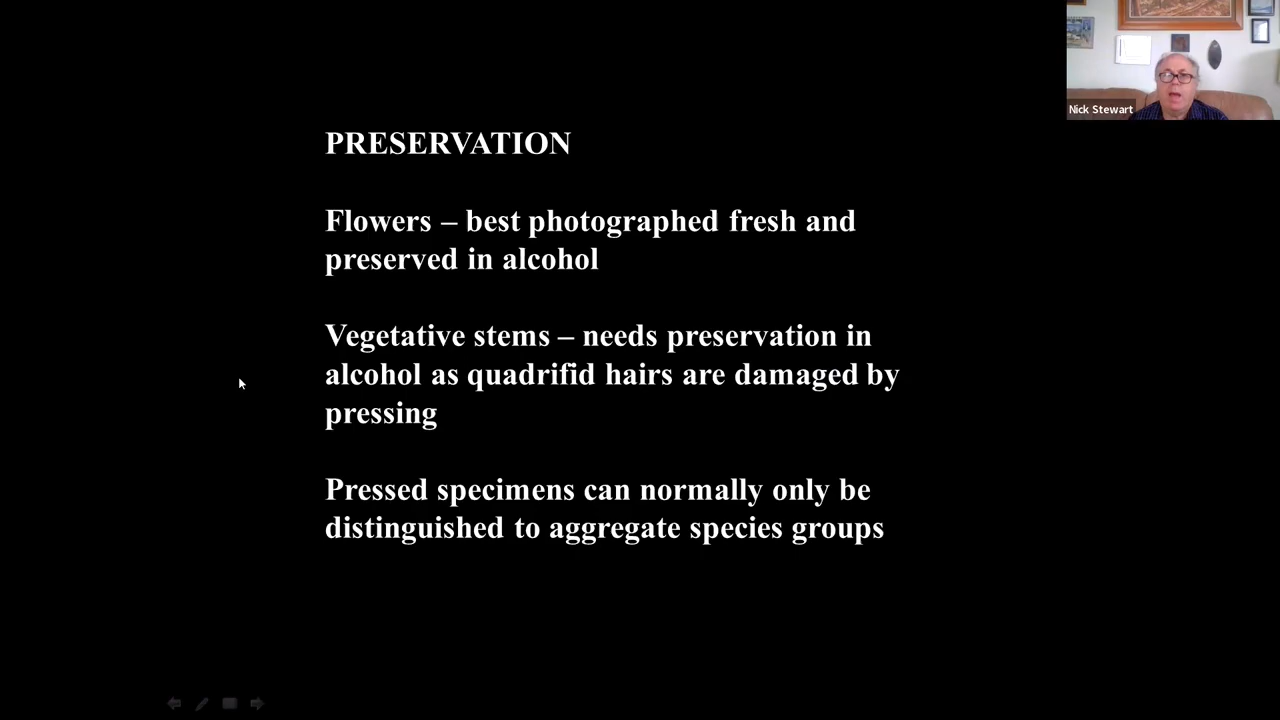 Nick Stewart
PRESERVATION
Flowers – best photographed fresh and
preserved in alcohol
Vegetative stems – needs preservation in
alcohol as quadrifid hairs are damaged by
pressing
Pressed specimens can normally only be
distinguished to aggregate species groups